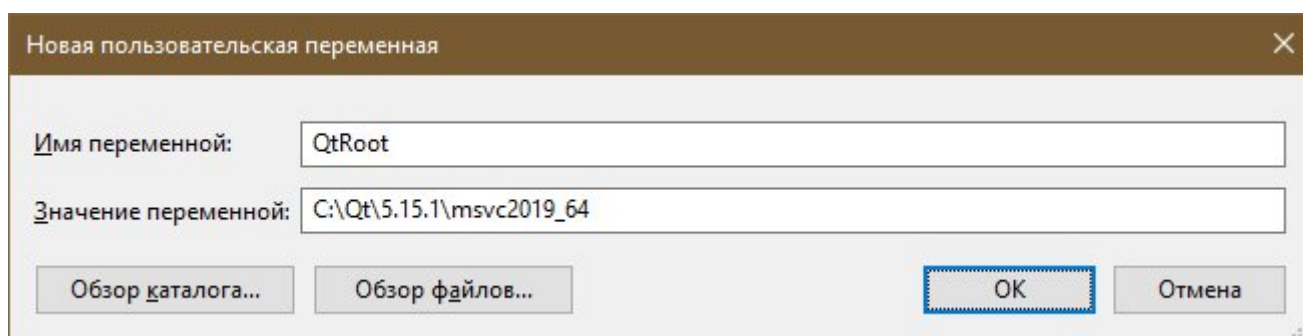 Новая пользовательская переменная
Имя переменной: QtRoot
Значение переменной: C:\Qt\5.15.1\msvc2019_64
Обзор каталога... Обзор файлов... OK Отмена